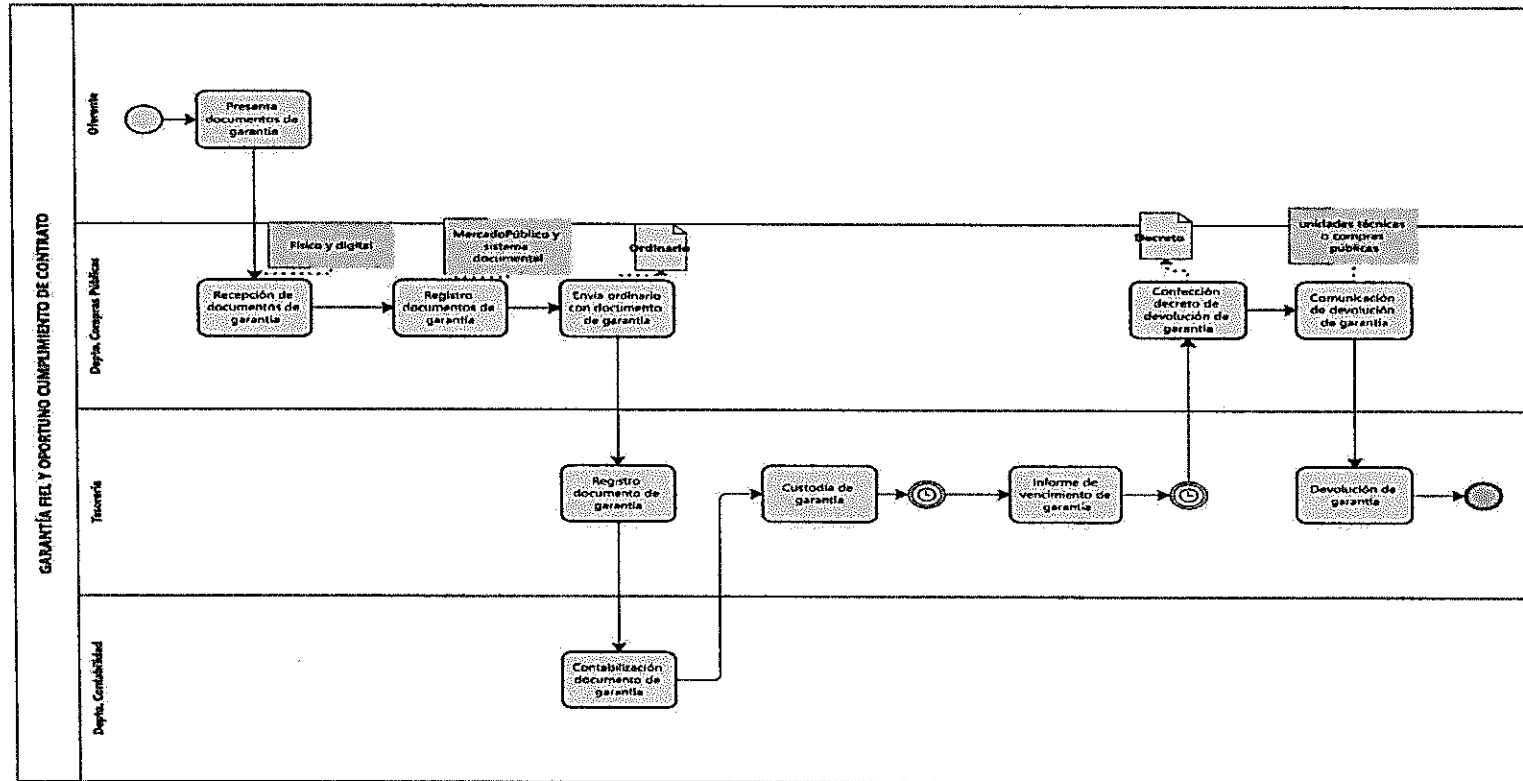 GARANTÍA FIEL Y OPORTUNO CUMPLIMIENTO DE CONTRATO
Oferente
Presenta
documentos de
garantía
Depto. Compras Públicas
Físico y digital
MercadoPúblico y
sistema
documental
Ordinario
Decreto
unidades técnicas
o compras
públicas
Recepción de
documentos de
garantía
Registro
documentos de
garantía
Envía ordinario
con documento
de garantía
Confección
decreto de
devolución de
garantía
Comunicación
de devolución
de garantía
Tesorería
Registro
documento de
garantía
Custodia de
garantía
Informe de
vencimiento de
garantía
Devolución de
garantía
Depto. Contabilidad
Contabilización
documento de
garantía